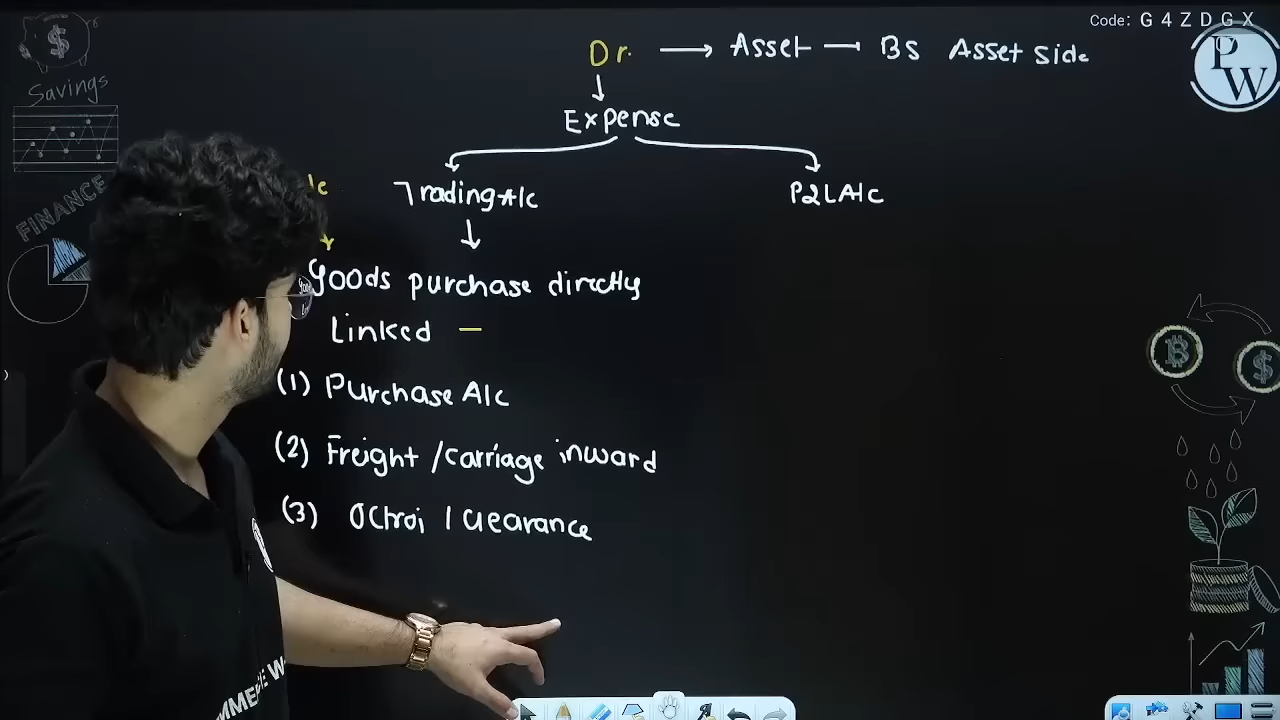 Code: G 4 Z D G X
Dr. → Asset — BS Asset side
PW
Savings
Expense
FINANCE
Trading A/c
P&L A/c
Goods purchase directly
Linked –
(1) Purchase A/c
(2) Freight / carriage inward
(3) Octroi / Clearance